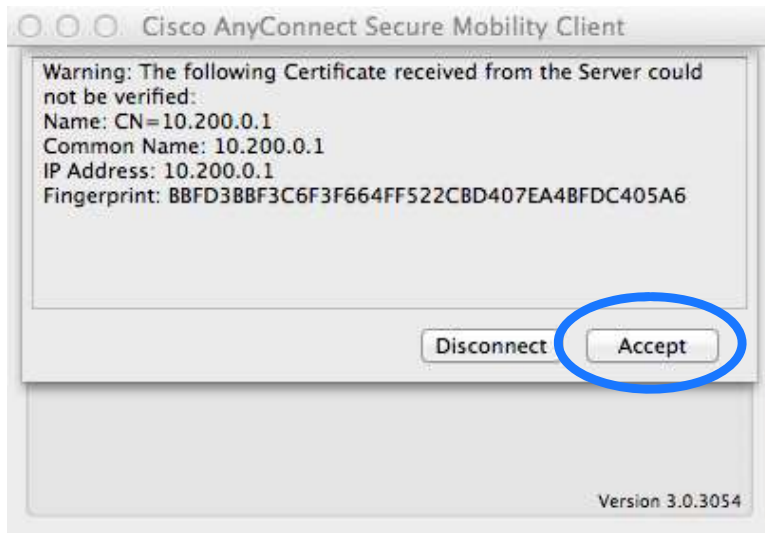 Cisco AnyConnect Secure Mobility Client
Warning: The following Certificate received from the Server could
not be verified:
Name: CN=10.200.0.1
Common Name: 10.200.0.1
IP Address: 10.200.0.1
Fingerprint: BBFD3BBF3C6F3F664FF522CBD407EA4BFDC405A6
Disconnect Accept
Version 3.0.3054